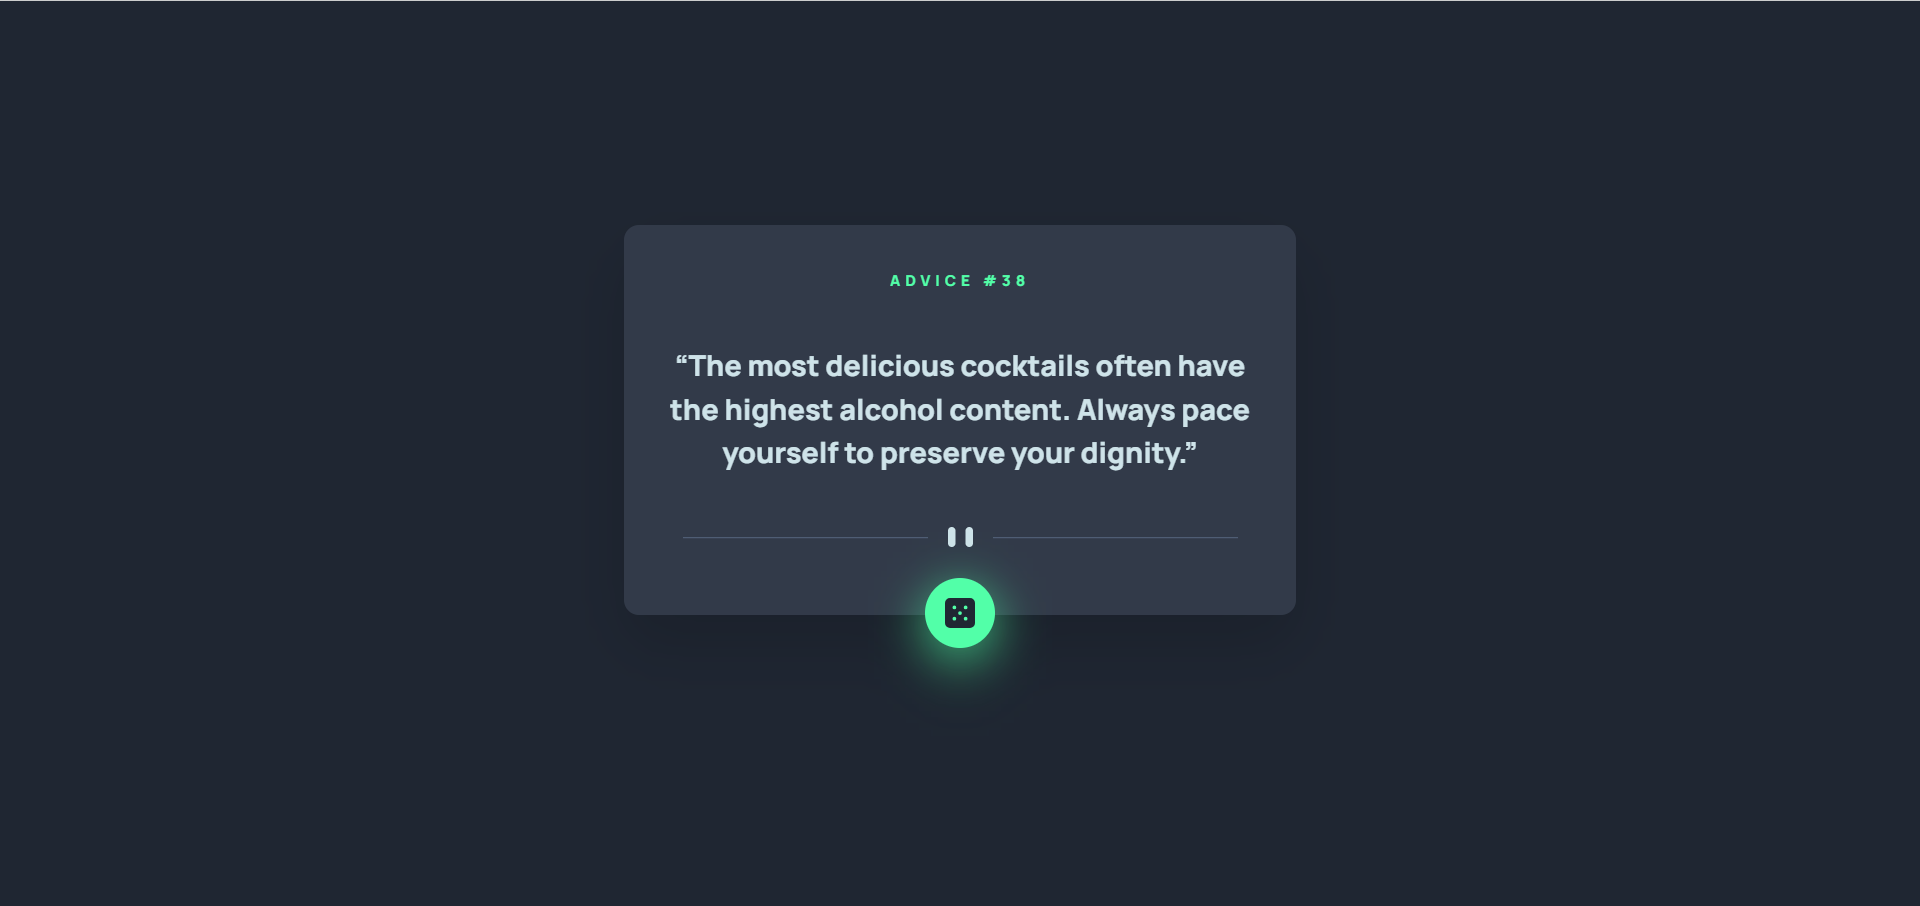 ADVICE #38
“The most delicious cocktails often have
the highest alcohol content. Always pace
yourself to preserve your dignity.”